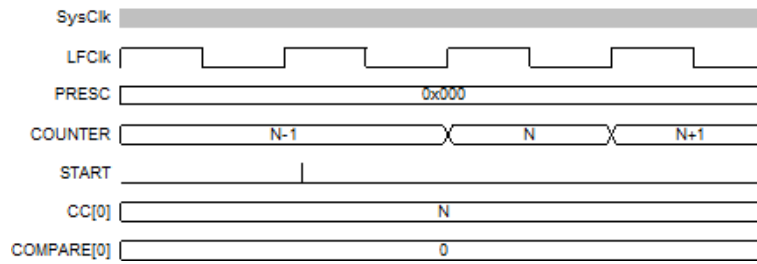 SysClk
LFClk
PRESC 0x000
COUNTER N-1 N N+1
START
CC[0] N
COMPARE[0] 0